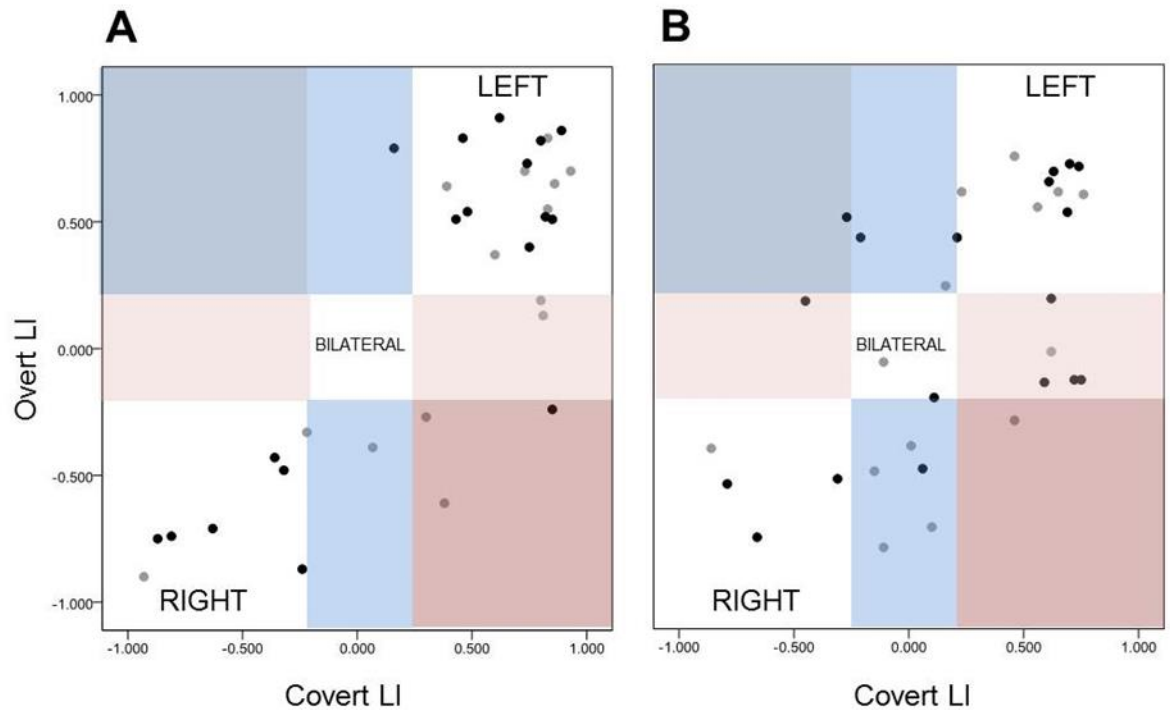 A
B
LEFT
LEFT
1.000
0.500
0.000
-0.500
-1.000
Overt LI
BILATERAL
BILATERAL
RIGHT
RIGHT
-1.000 -0.500 0.000 0.500 1.000
-1.000 -0.500 0.000 0.500 1.000
Covert LI
Covert LI